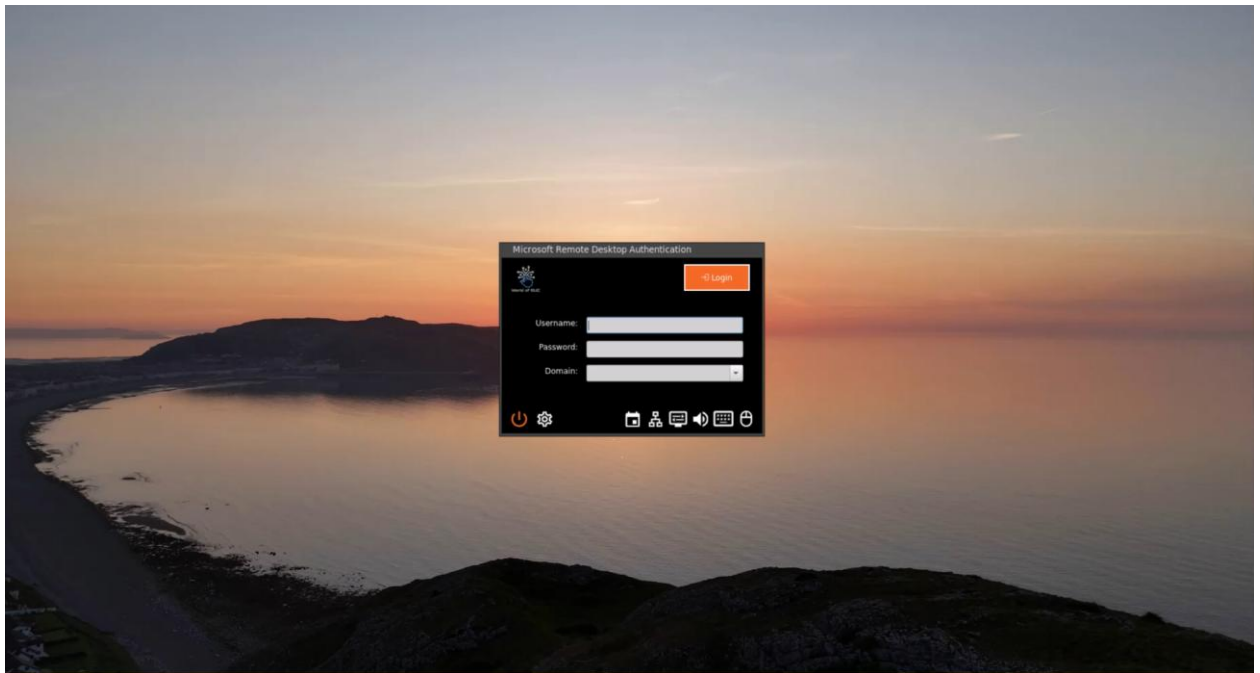 Microsoft Remote Desktop Authentication
Login
Username:
Password:
Domain: